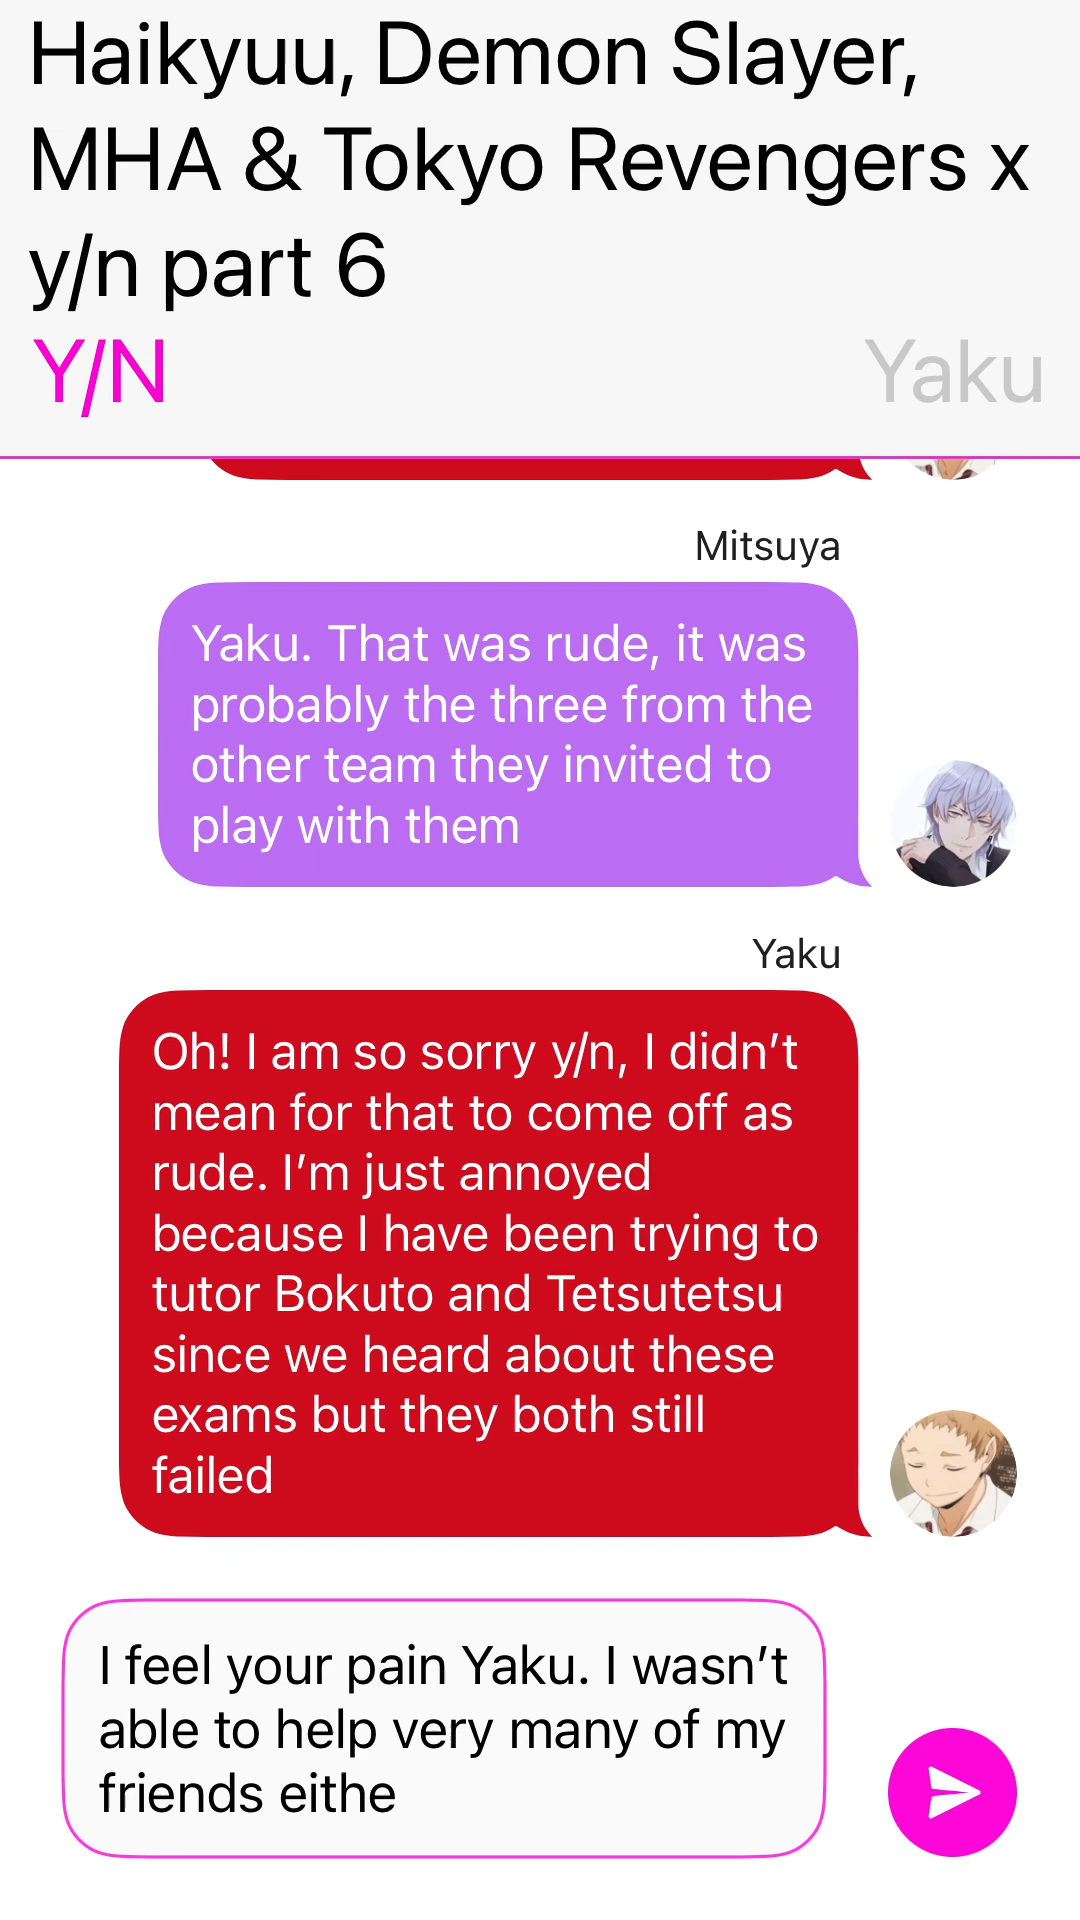 Haikyuu, Demon Slayer,
MHA & Tokyo Revengers x
y/n part 6
Y/N
Yaku
Mitsuya
Yaku. That was rude, it was
probably the three from the
other team they invited to
play with them
Yaku
Oh! I am so sorry y/n, I didn’t
mean for that to come off as
rude. I’m just annoyed
because I have been trying to
tutor Bokuto and Tetsutetsu
since we heard about these
exams but they both still
failed
I feel your pain Yaku. I wasn’t
able to help very many of my
friends eithe